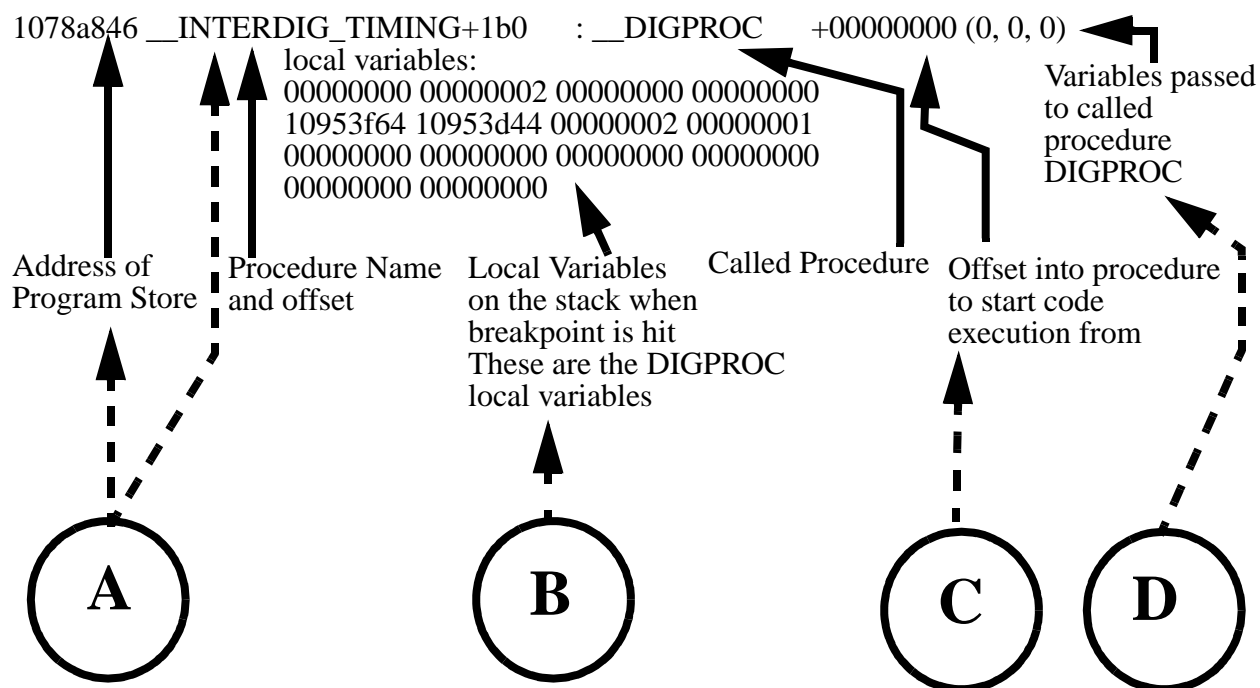 1078a846 __INTERDIG_TIMING+1b0 : __DIGPROC +00000000 (0, 0, 0)
local variables:
00000000 00000002 00000000 00000000
10953f64 10953d44 00000002 00000001
00000000 00000000 00000000 00000000
00000000 00000000
Variables passed
to called
procedure
DIGPROC
Address of
Program Store
Procedure Name
and offset
Local Variables
on the stack when
breakpoint is hit
These are the DIGPROC
local variables
Called Procedure
Offset into procedure
to start code
execution from
A
B
C
D